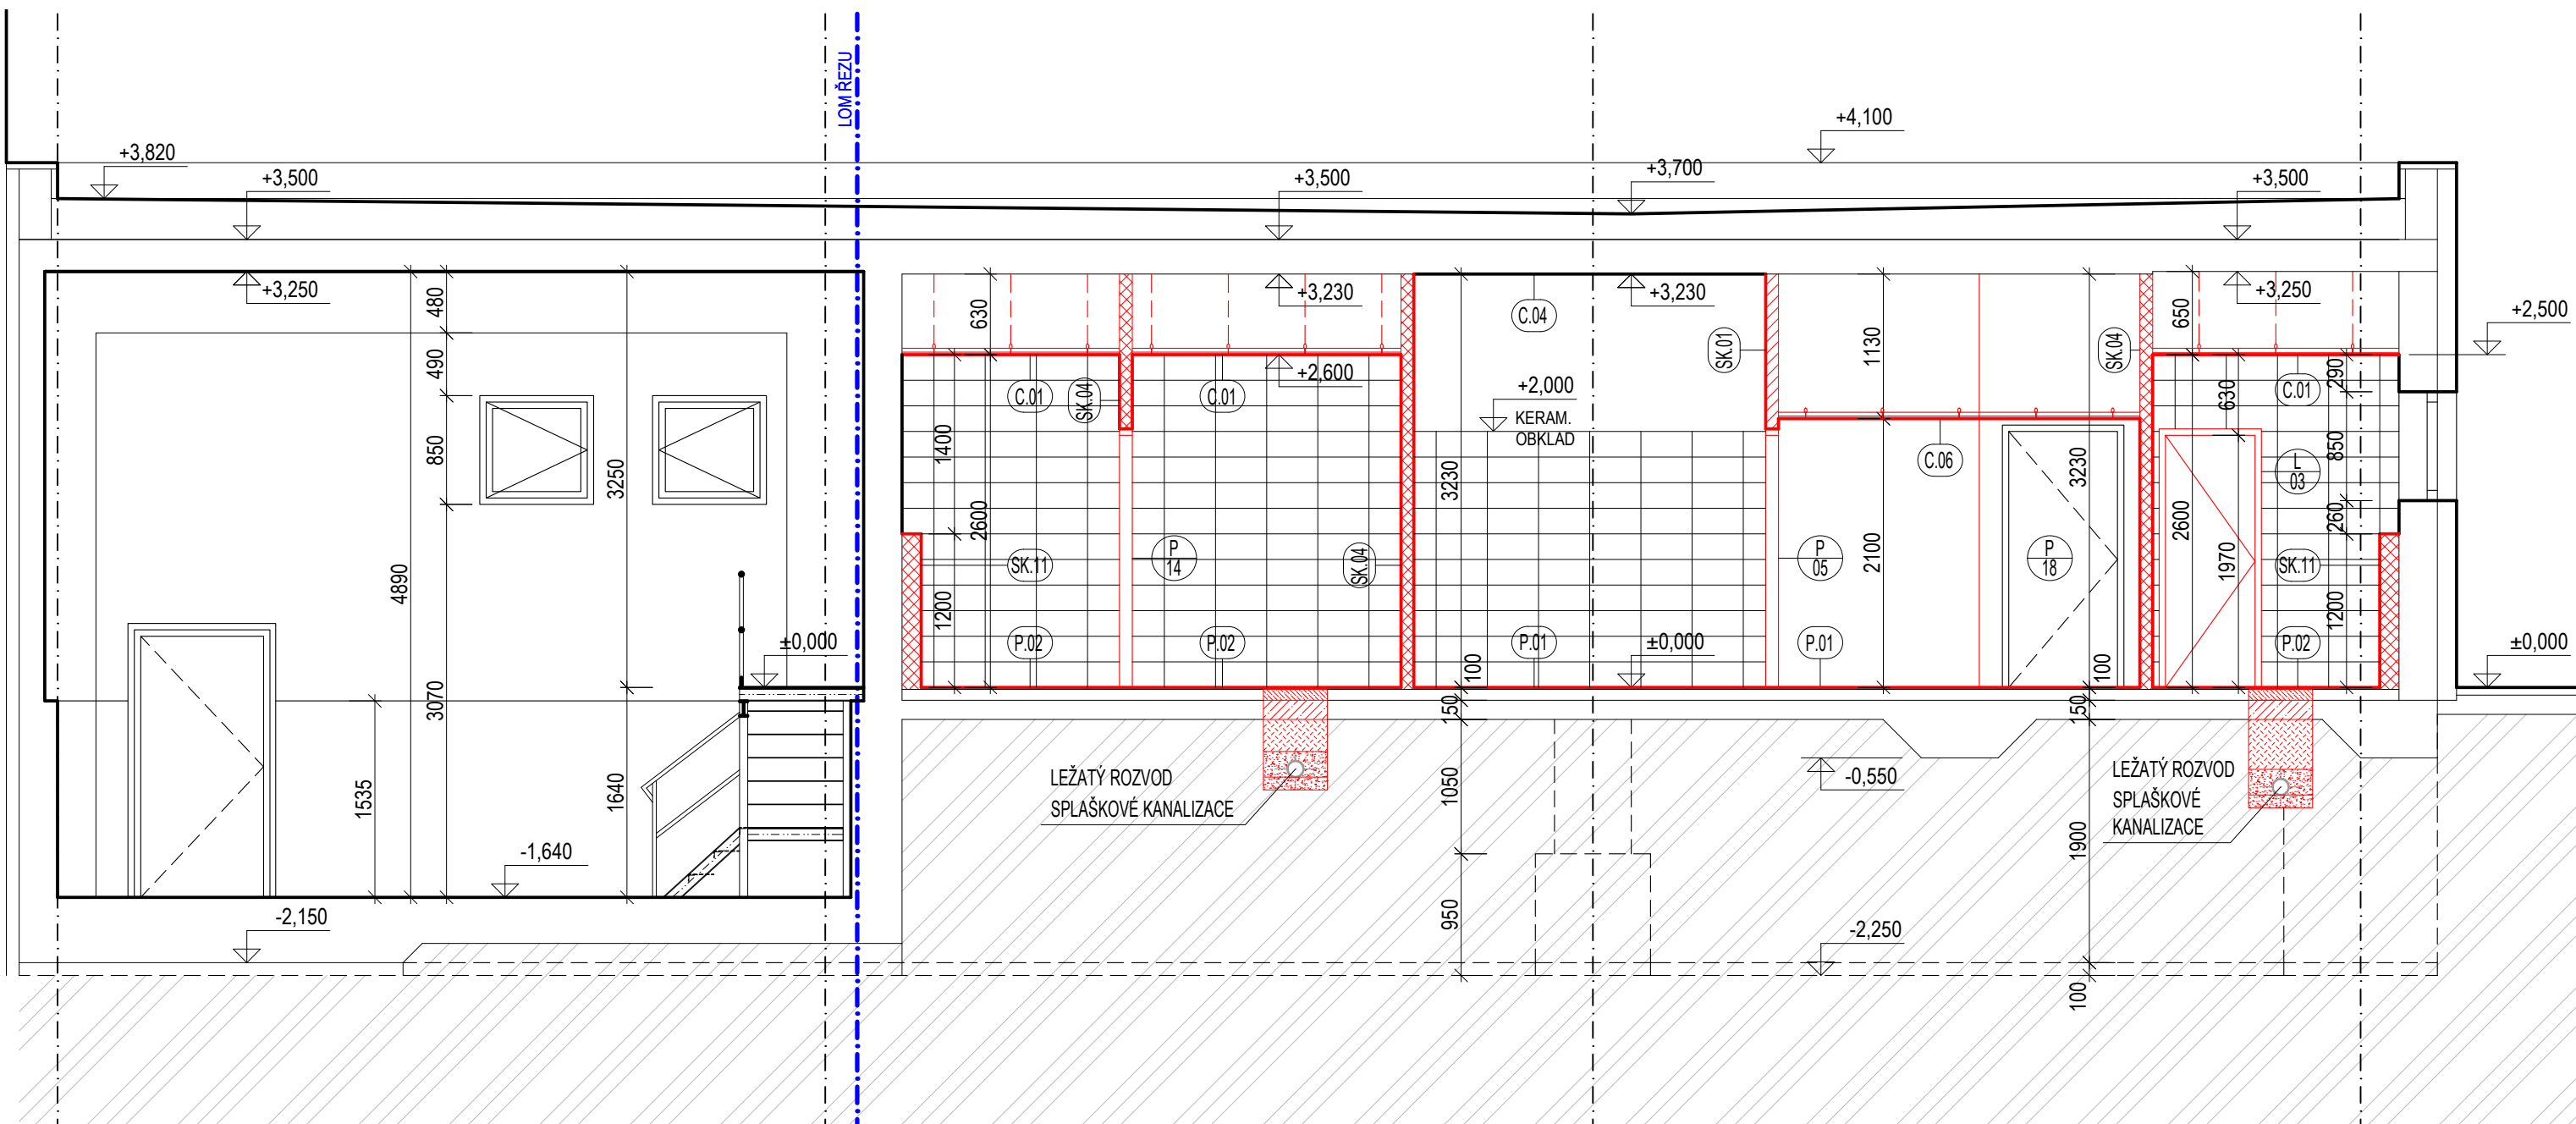 LOM ŘEZU
+4,100
+3,820
+3,500
+3,500
+3,700
+3,500
+3,250
+3,230
+3,230
+3,250
+2,500
480
490
850
3070
4890
3250
1640
1535
±0,000
-1,640
-2,150
630
1400
2600
1200
C.01
SK.04
C.01
+2,600
SK.11
P
14
SK.04
P.02
P.02
C.04
SK.01
+2,000
KERAM.
OBKLAD
3230
P.01
±0,000
100
150
1050
950
1130
2100
C.06
P
05
P
18
P.01
SK.04
3230
100
150
1900
100
650
630
2600
1970
290
850
260
1200
C.01
L
03
SK.11
P.02
±0,000
LEŽATÝ ROZVOD
SPLAŠKOVÉ KANALIZACE
-0,550
-2,250
LEŽATÝ ROZVOD
SPLAŠKOVÉ
KANALIZACE